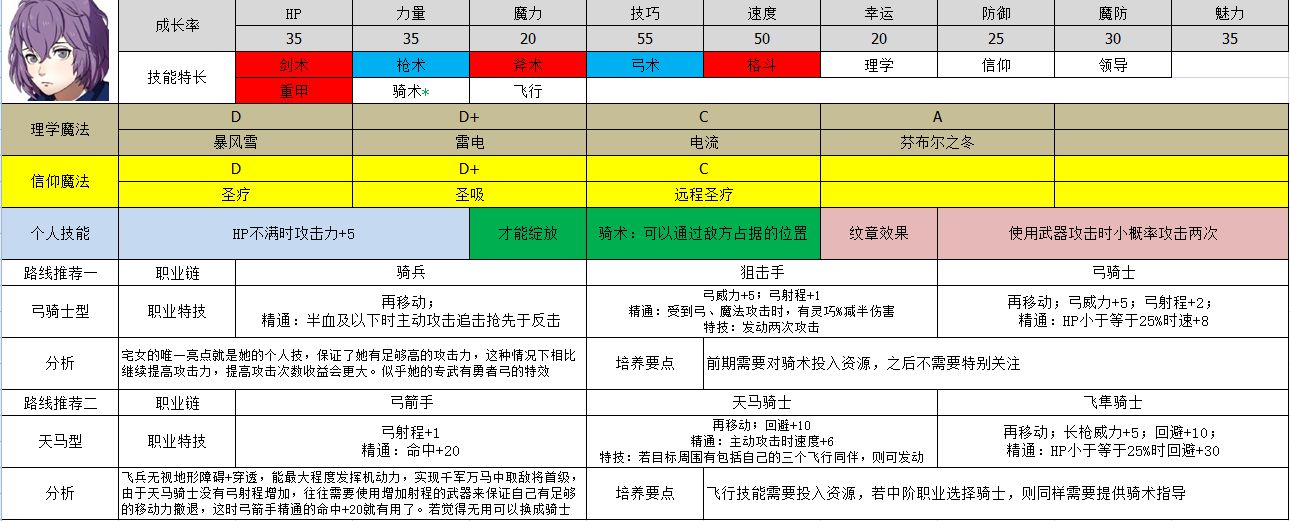 成长率 HP 力量 魔力 技巧 速度 幸运 防御 魔防 魅力
35 35 20 55 50 20 25 30 35
技能特长 剑术 枪术 斧术 弓术 格斗 理学 信仰 领导
重甲 骑术* 飞行
理学魔法 D D+ C A
暴风雪 雷电 电流 芬布尔之冬
信仰魔法 D D+ C
圣疗 圣吸 远程圣疗
个人技能 HP不满时攻击力+5 才能绽放 骑术：可以通过敌方占据的位置 纹章效果 使用武器攻击时小概率攻击两次
路线推荐一 职业链 骑兵 狙击手 弓骑士
弓骑士型 职业特技
再移动；
精通：半血及以下时主动攻击追击抢先于反击
弓威力+5；弓射程+1
精通：受到弓、魔法攻击时，有灵巧%减半伤害
特技：发动两次攻击
再移动；弓威力+5；弓射程+2；
精通：HP小于等于25%时速+8
分析
宅女的唯一亮点就是她的个人技，保证了她有足够高的攻击力，这种情况下相比
继续提高攻击力，提高攻击次数收益会更大。似乎她的专武有勇者弓的特效
培养要点 前期需要对骑术投入资源，之后不需要特别关注
路线推荐二 职业链 弓箭手 天马骑士 飞隼骑士
天马型 职业特技
弓射程+1
精通：命中+20
再移动；回避+10
精通：主动攻击时速度+6
特技：若目标周围有包括自己的三个飞行同伴，则可发动
再移动；长枪威力+5；回避+10；
精通：HP小于等于25%时回避+30
分析
飞兵无视地形障碍+穿透，能最大程度发挥机动力，实现千军万马中取敌将首级，
由于天马骑士没有弓射程增加，往往需要使用增加射程的武器来保证自己有足够
的移动力撤退，这时弓箭手精通的命中+20就有用了。若觉得无用可以换成骑士
培养要点 飞行技能需要投入资源，若中阶职业选择骑士，则同样需要提供骑术指导